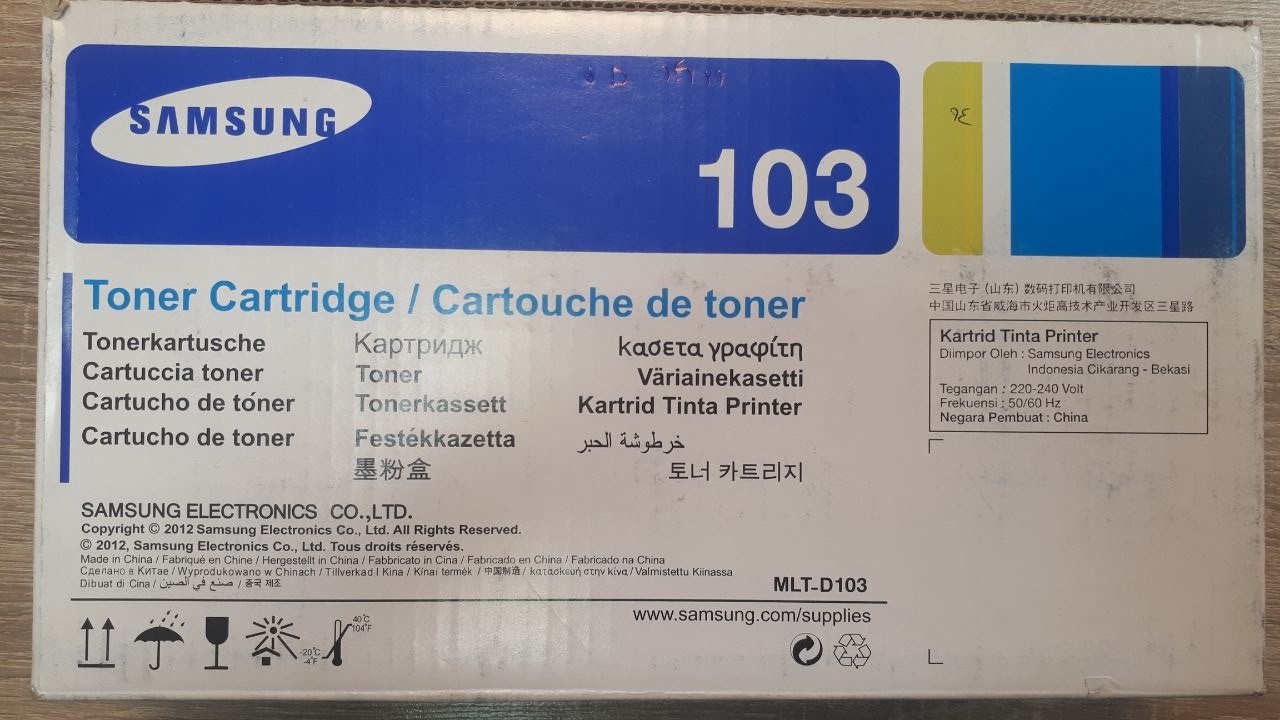 SAMSUNG
103
٩٤
Toner Cartridge / Cartouche de toner
Tonerkartusche
Cartuccia toner
Cartucho de tóner
Cartucho de toner
Картридж
Toner
Tonerkassett
Festékkazetta
墨粉盒
κασετα γραφίτη
Väriainekasetti
Kartrid Tinta Printer
خرطوشة الحبر
토너 카트리지
三星电子 (山东) 数码打印机有限公司
中国山东省威海市火炬高技术产业开发区三星路
Kartrid Tinta Printer
Diimpor Oleh : Samsung Electronics
Indonesia Cikarang - Bekasi
Tegangan : 220-240 Volt
Frekuensi : 50/60 Hz
Negara Pembuat : China
SAMSUNG ELECTRONICS CO.,LTD.
Copyright © 2012 Samsung Electronics Co., Ltd. All Rights Reserved.
© 2012, Samsung Electronics Co., Ltd. Tous droits réservés.
Made in China / Fabriqué en Chine / Hergestellt in China / Fabbricato in Cina / Fabricado en China / Fabricado na China
Сделано в Китае / Wyprodukowano w Chinach / Tillverkad I Kina / Kínai termék / 中国制造 / κατασκευή στην κίνα / Valmistettu Kiinassa
Dibuat di Cina / صنع في الصين / 중국 제조
MLT-D103
www.samsung.com/supplies
40°C
104°F
-20°C
-4°F